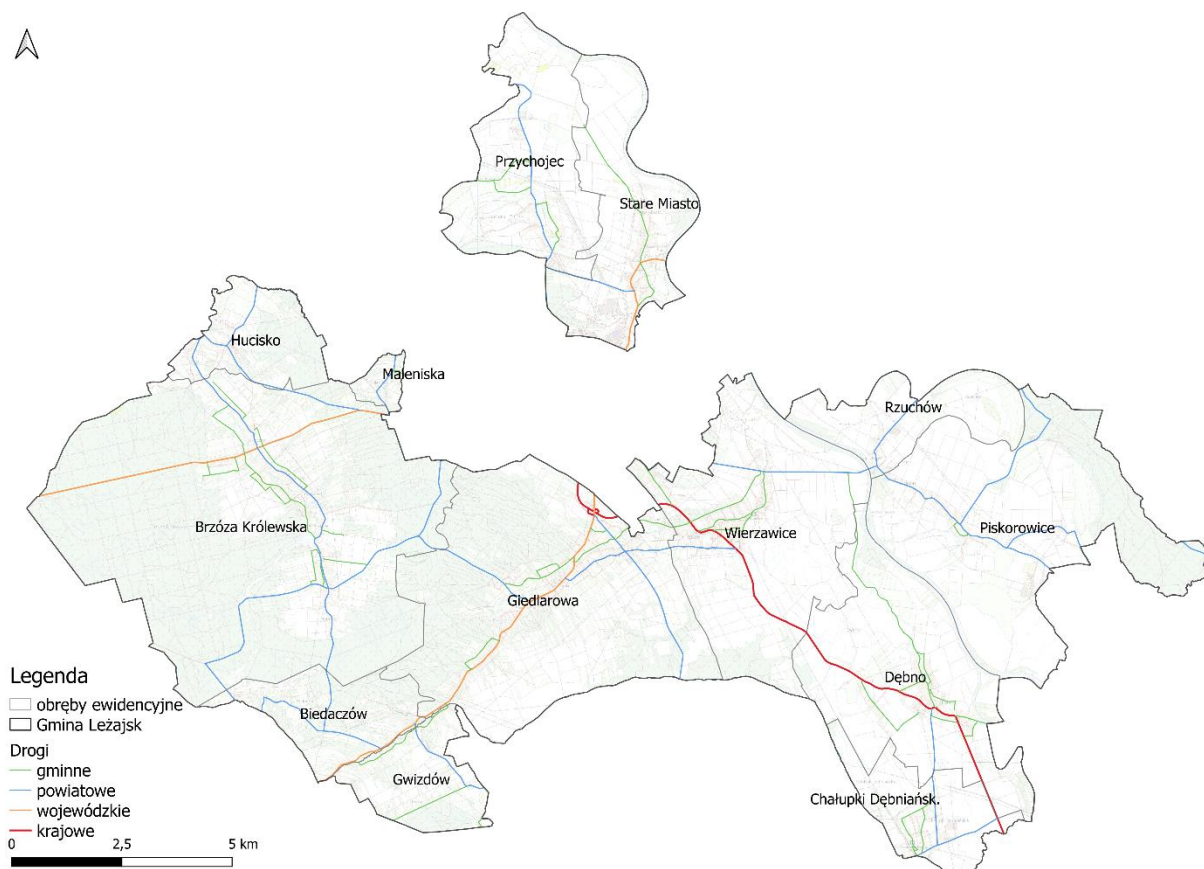 Przychojec
Stare Miasto
Hucisko
Maleniska
Rzuchów
Brzóza Królewska
Wierzawice
Piskorowice
Giedlarowa
Dębno
Biedaczów
Gwizdów
Chałupki Dębniańsk.
Legenda
obręby ewidencyjne
Gmina Leżajsk
Drogi
gminne
powiatowe
wojewódzkie
krajowe
0 2,5 5 km